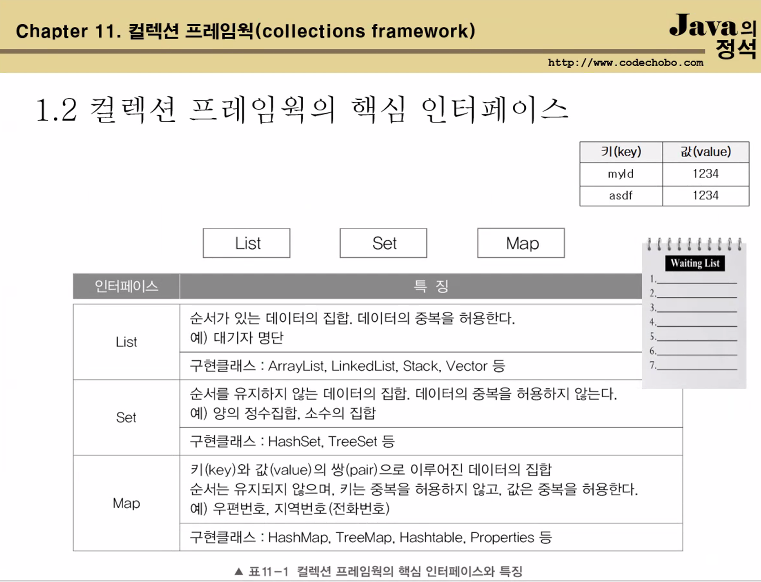 Chapter 11. 컬렉션 프레임웍(collections framework)
Java의
정석
http://www.codechobo.com
1.2 컬렉션 프레임웍의 핵심 인터페이스
키(key) 값(value)
myId 1234
asdf 1234
List Set Map
Waiting List
1.
2.
3.
4.
5.
6.
7.
인터페이스 특 징
List
순서가 있는 데이터의 집합. 데이터의 중복을 허용한다.
예) 대기자 명단
구현클래스 : ArrayList, LinkedList, Stack, Vector 등
Set
순서를 유지하지 않는 데이터의 집합. 데이터의 중복을 허용하지 않는다.
예) 양의 정수집합, 소수의 집합
구현클래스 : HashSet, TreeSet 등
Map
키(key)와 값(value)의 쌍(pair)으로 이루어진 데이터의 집합
순서는 유지되지 않으며, 키는 중복을 허용하지 않고, 값은 중복을 허용한다.
예) 우편번호, 지역번호(전화번호)
구현클래스 : HashMap, TreeMap, Hashtable, Properties 등
▲ 표11-1 컬렉션 프레임웍의 핵심 인터페이스와 특징